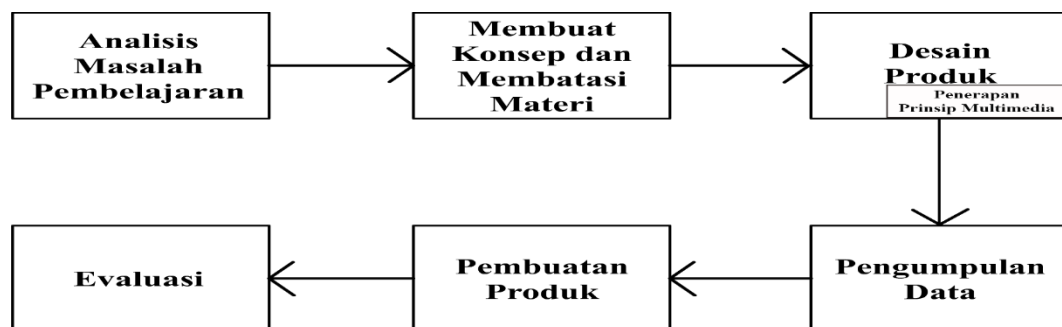 Analisis
Masalah
Pembelajaran
Membuat
Konsep dan
Membatasi
Materi
Desain
Produk
Penerapan
Prinsip Multimedia
Pengumpulan
Data
Pembuatan
Produk
Evaluasi